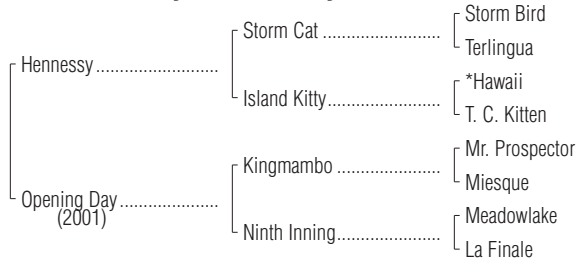 Storm Bird
Storm Cat ........................
Terlingua
Hennessy .........................
*Hawaii
Island Kitty .......................
T. C. Kitten
Mr. Prospector
Kingmambo .....................
Miesque
Opening Day ....................
(2001)
Meadowlake
Ninth Inning .....................
La Finale